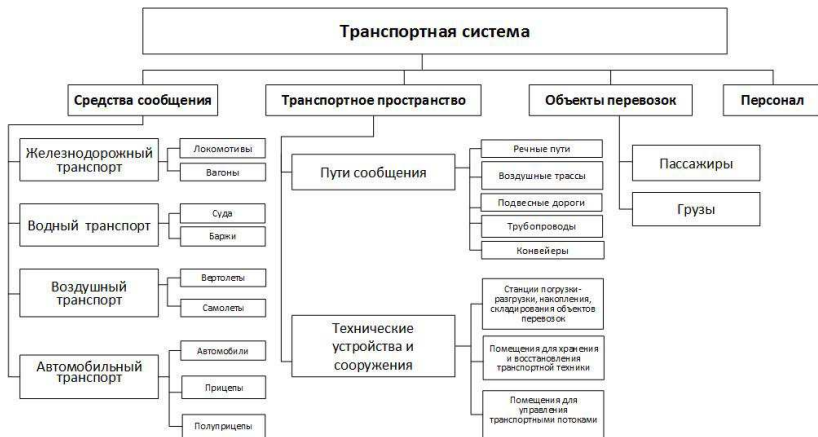 Транспортная система
Средства сообщения
Транспортное пространство
Объекты перевозок
Персонал
Железнодорожный
транспорт
Локомотивы
Вагоны
Водный транспорт
Суда
Баржи
Воздушный
транспорт
Вертолеты
Самолеты
Автомобильный
транспорт
Автомобили
Прицепы
Полуприцепы
Пути сообщения
Речные пути
Воздушные трассы
Подвесные дороги
Трубопроводы
Конвейеры
Технические
устройства и
сооружения
Станции погрузки-
разгрузки, накопления,
складирования объектов
перевозок
Помещения для хранения
и восстановления
транспортной техники
Помещения для
управления
транспортными потоками
Пассажиры
Грузы